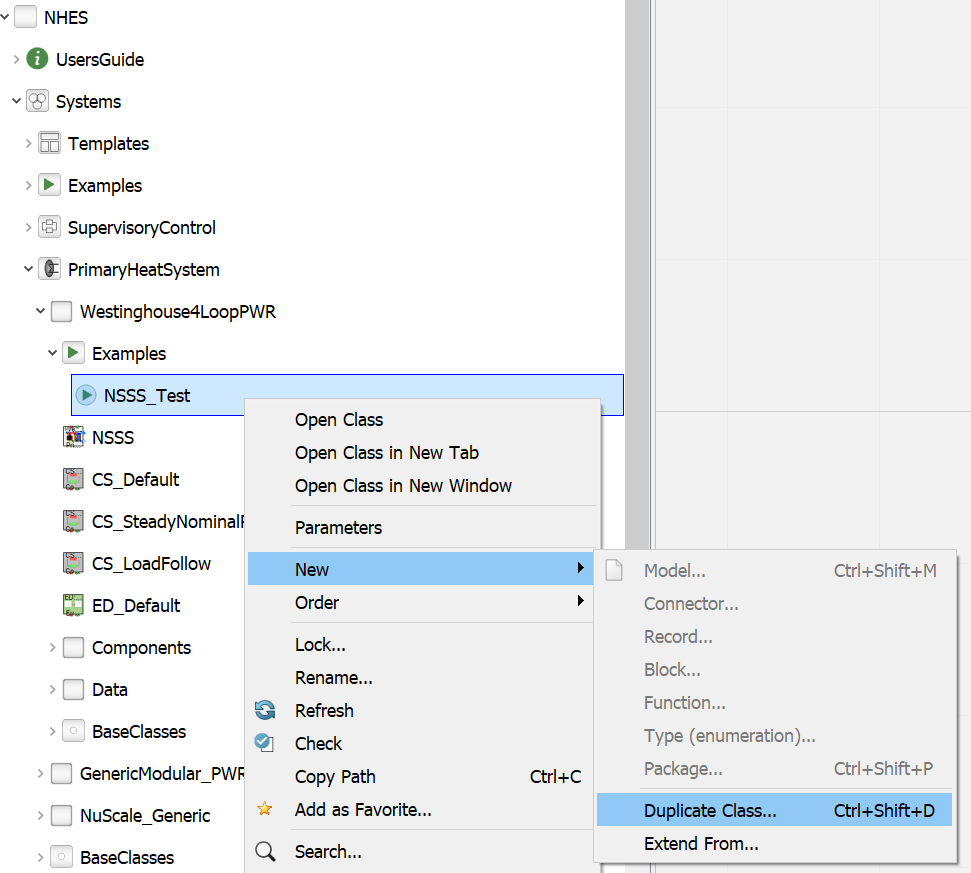 NHES
UsersGuide
Systems
Templates
Examples
SupervisoryControl
PrimaryHeatSystem
Westinghouse4LoopPWR
Examples
NSSS_Test
NSSS
CS_Default
CS_SteadyNominal
CS_LoadFollow
ED_Default
Components
Data
BaseClasses
GenericModular_PWR
NuScale_Generic
BaseClasses
Open Class
Open Class in New Tab
Open Class in New Window
Parameters
New
Order
Lock...
Rename...
Refresh
Check
Copy Path Ctrl+C
Add as Favorite...
Search...
Model... Ctrl+Shift+M
Connector...
Record...
Block...
Function...
Type (enumeration)...
Package... Ctrl+Shift+P
Duplicate Class... Ctrl+Shift+D
Extend From...